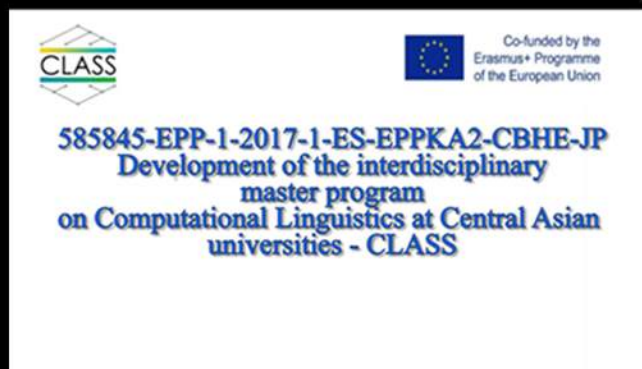 CLASS
Co-funded by the
Erasmus+ Programme
of the European Union
585845-EPP-1-2017-1-ES-EPPKA2-CBHE-JP
Development of the interdisciplinary
master program
on Computational Linguistics at Central Asian
universities - CLASS